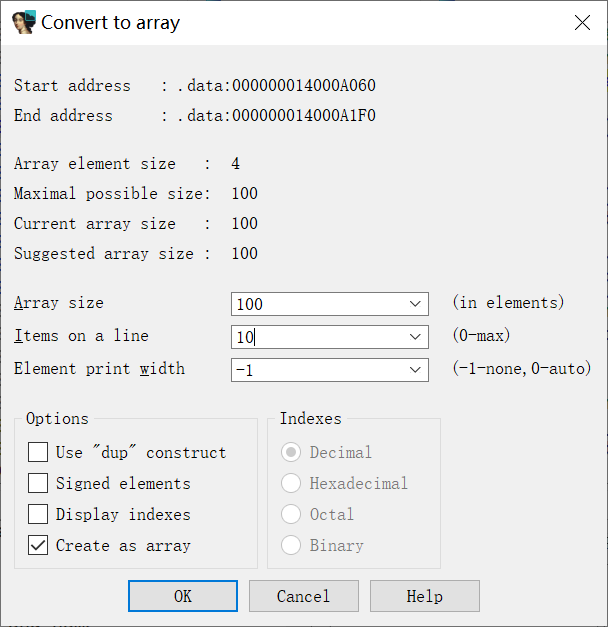 Convert to array
Start address   : .data:000000014000A060
End address     : .data:000000014000A1F0
Array element size   :  4
Maximal possible size:  100
Current array size   :  100
Suggested array size :  100
Array size 100 (in elements)
Items on a line 10 (0-max)
Element print width -1 (-1-none,0-auto)
Options Indexes
Use "dup" construct Decimal
Signed elements Hexadecimal
Display indexes Octal
Create as array Binary
OK Cancel Help